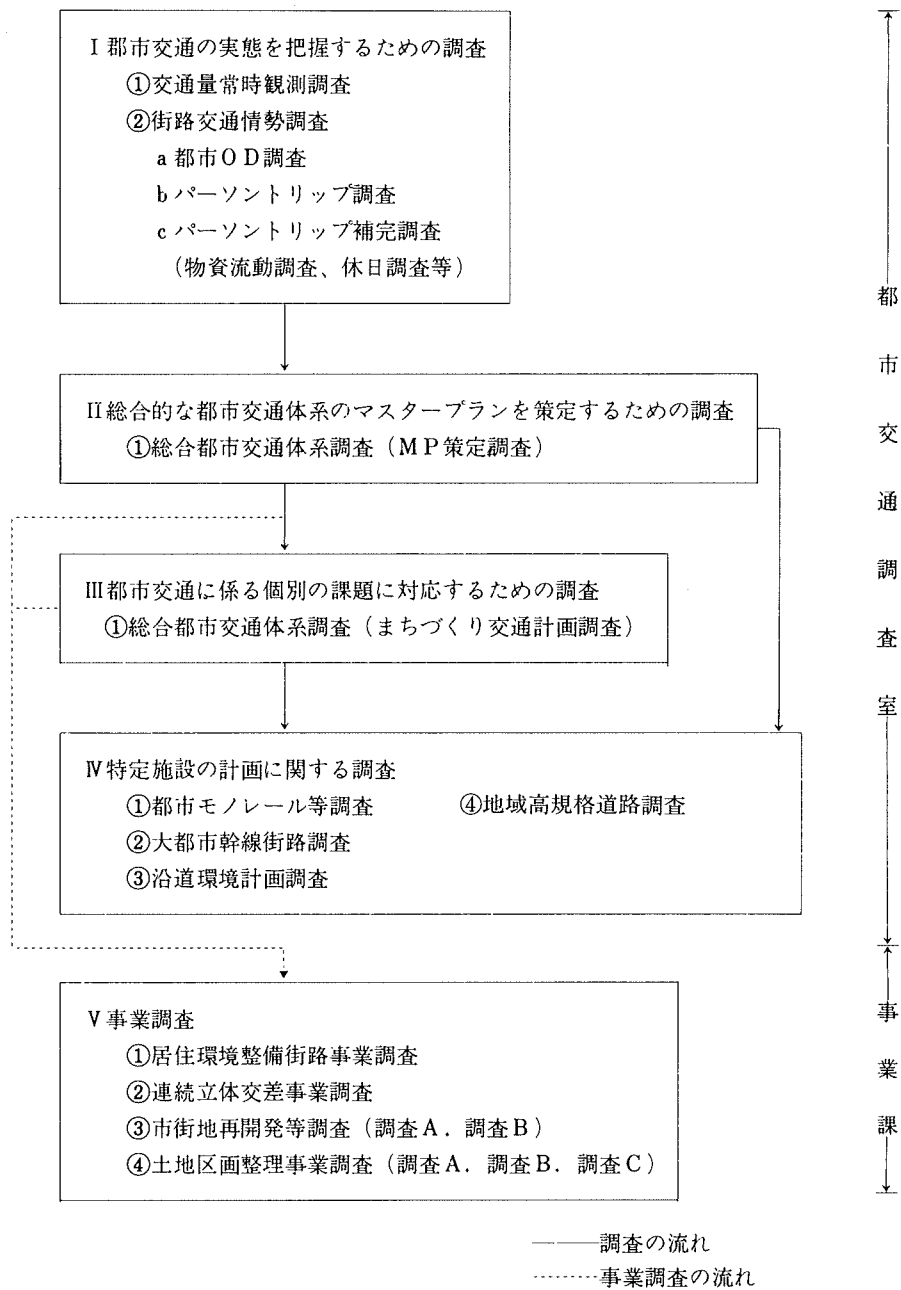 Ⅰ郡市交通の実態を把握するための調査
①交通量常時観測調査
②街路交通情勢調査
a 都市OD調査
b パーソントリップ調査
c パーソントリップ補完調査
(物資流動調査、休日調査等)
Ⅱ総合的な都市交通体系のマスタープランを策定するための調査
①総合都市交通体系調査(MP策定調査)
Ⅲ都市交通に係る個別の課題に対応するための調査
①総合都市交通体系調査(まちづくり交通計画調査)
Ⅳ特定施設の計画に関する調査
①都市モノレール等調査
④地域高規格道路調査
②大都市幹線街路調査
③沿道環境計画調査
都市交通調査室
Ⅴ事業調査
①居住環境整備街路事業調査
②連続立体交差事業調査
③市街地再開発等調査(調査A.調査B)
④土地区画整理事業調査(調査A.調査B.調査C)
事業課
調査の流れ
事業調査の流れ